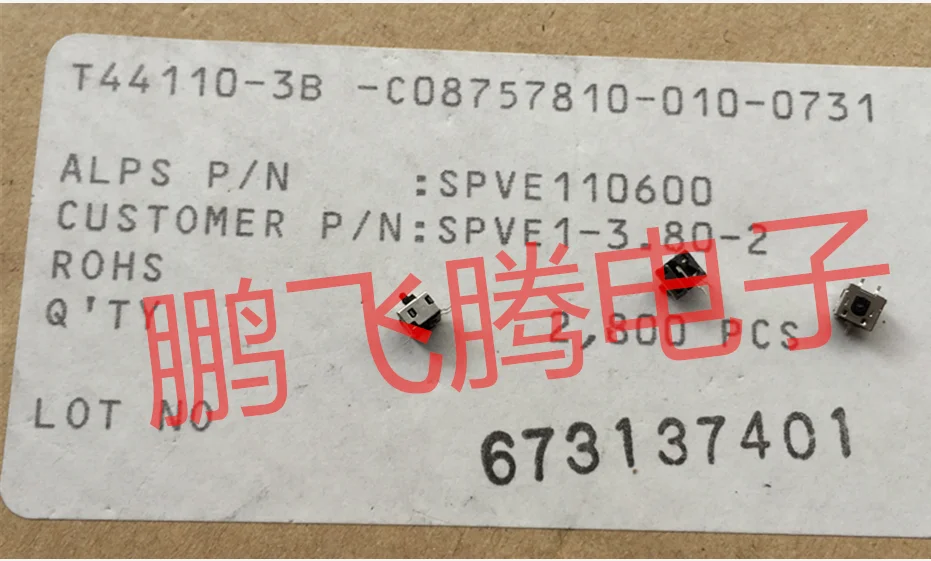 T44110-3B -C08757810-010-0731
ALPS P/N :SPVE110600
CUSTOMER P/N:SPVE1-3.80-2
ROHS
Q'TY 2,800 PCS
LOT NO 673137401
鹏飞腾电子